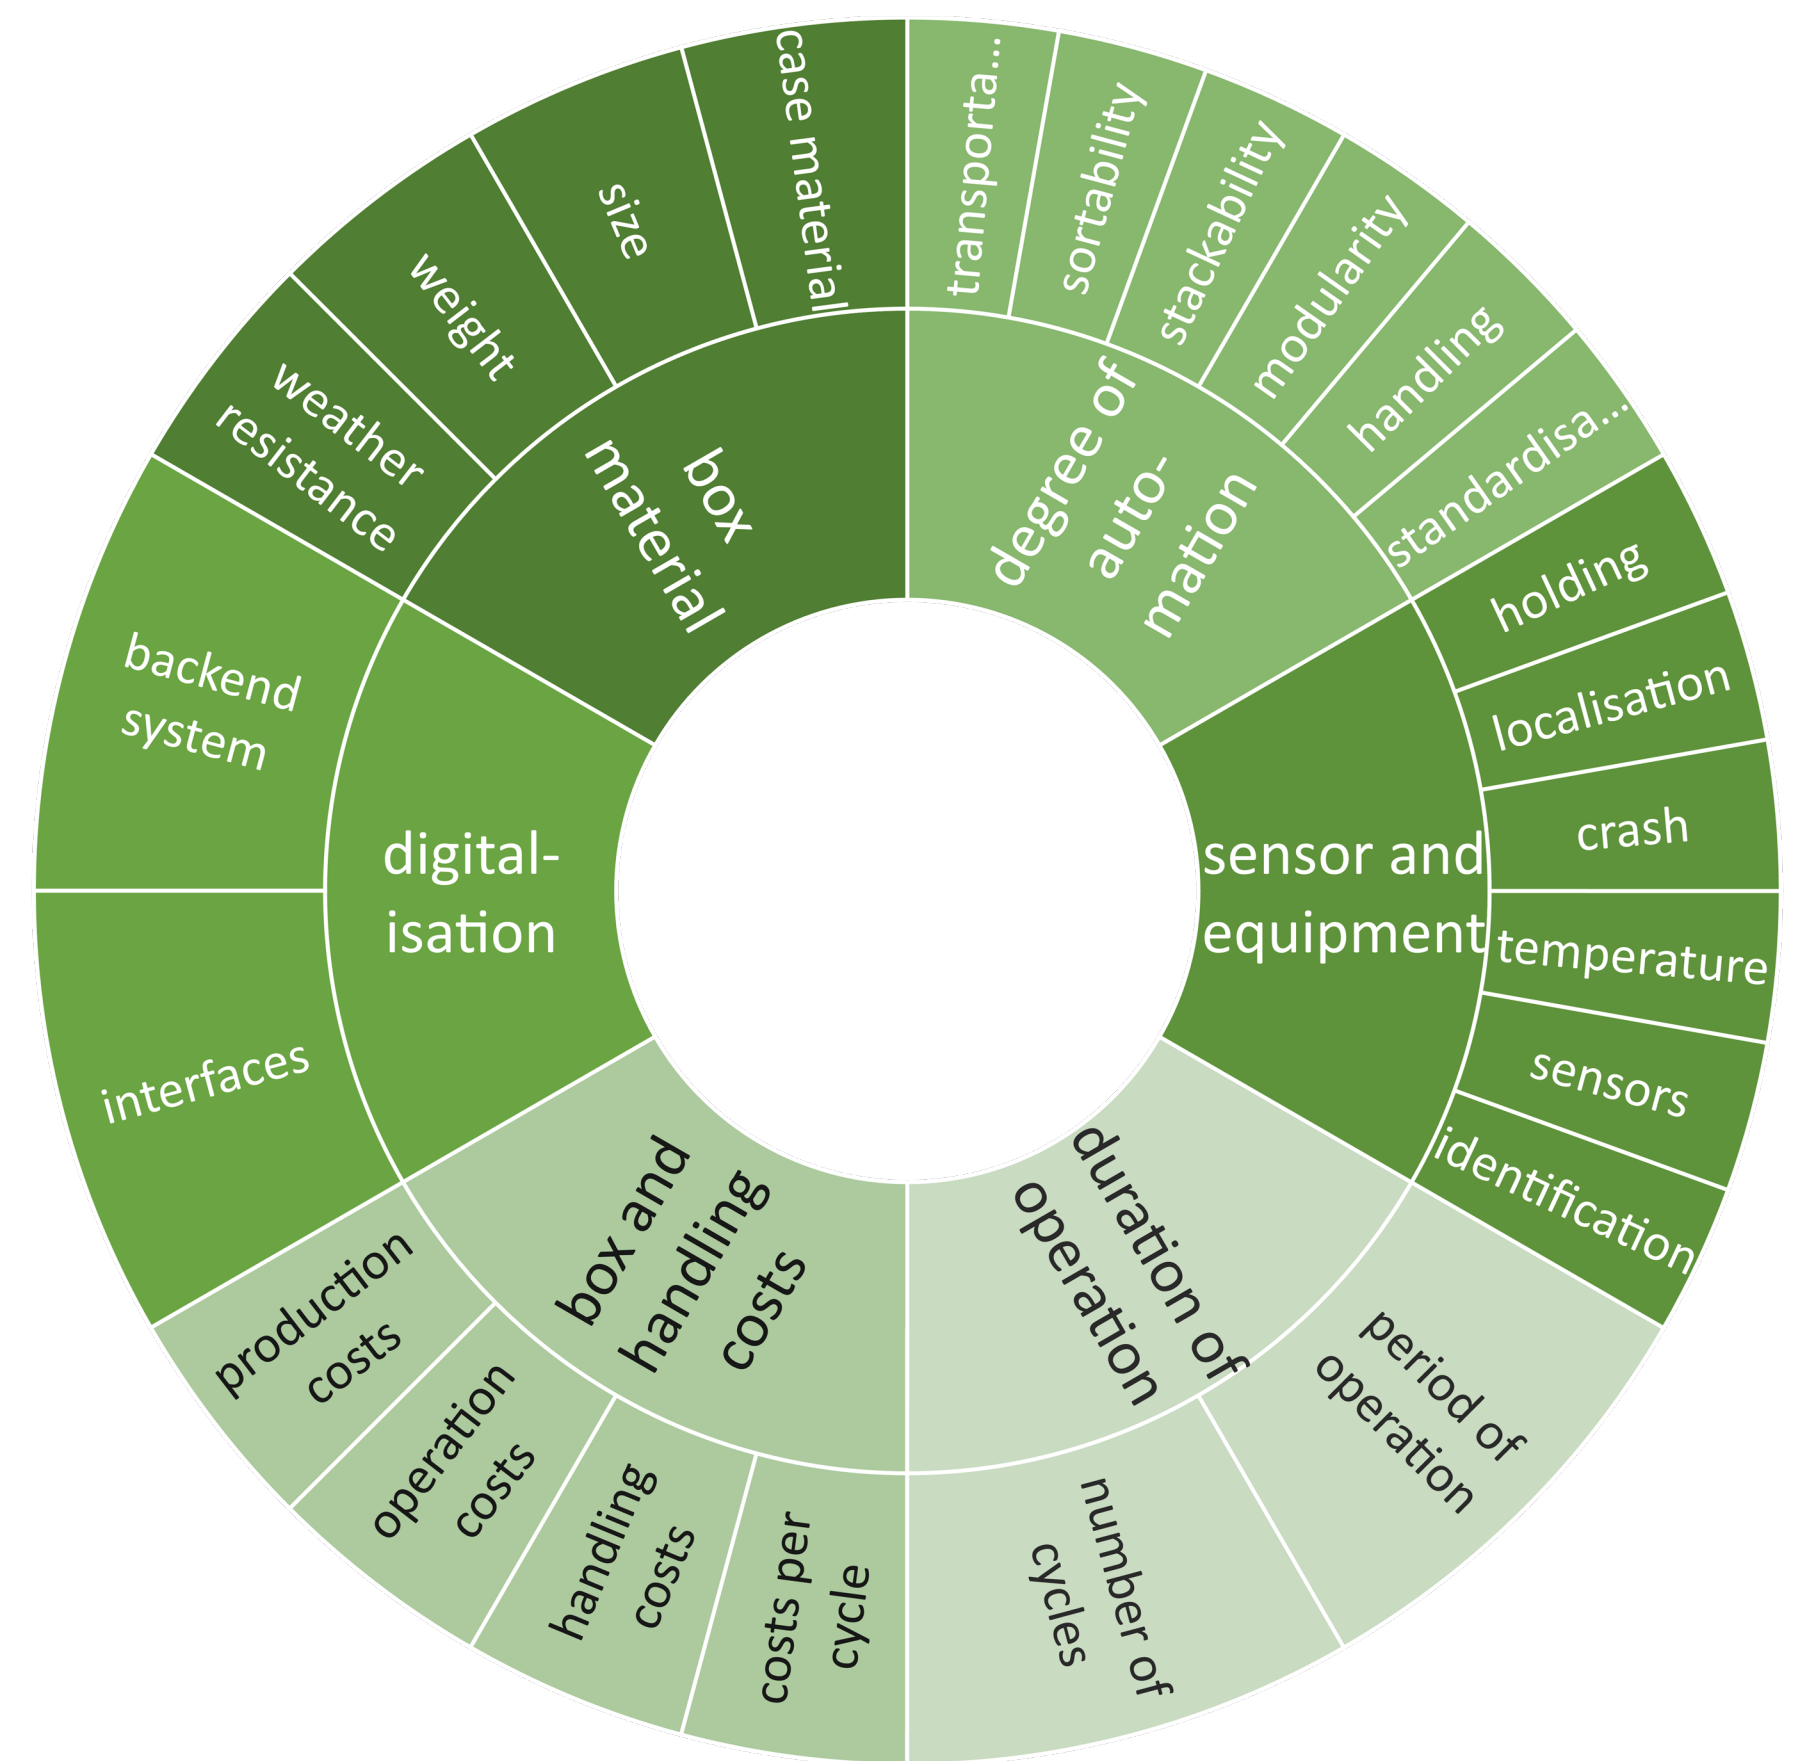 degree of
auto-
mation
transporta...
sortability
stackability
modularity
handling
standardisa...
sensor and
equipment
holding
localisation
crash
temperature
sensors
identification
duration of
operation
period of
operation
number of
cycles
box and
handling
costs
costs per
cycle
handling
costs
operation
costs
production
costs
digital-
isation
interfaces
backend
system
box
material
weather
resistance
weight
size
case material